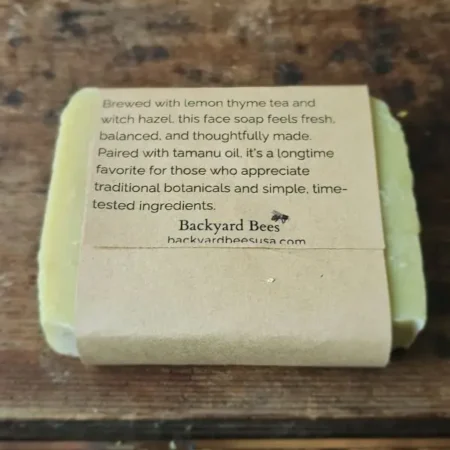 Brewed with lemon thyme tea and
witch hazel, this face soap feels fresh,
balanced, and thoughtfully made.
Paired with tamanu oil, it's a longtime
favorite for those who appreciate
traditional botanicals and simple, time-
tested ingredients.
Backyard Bees
backyardbeesusa.com